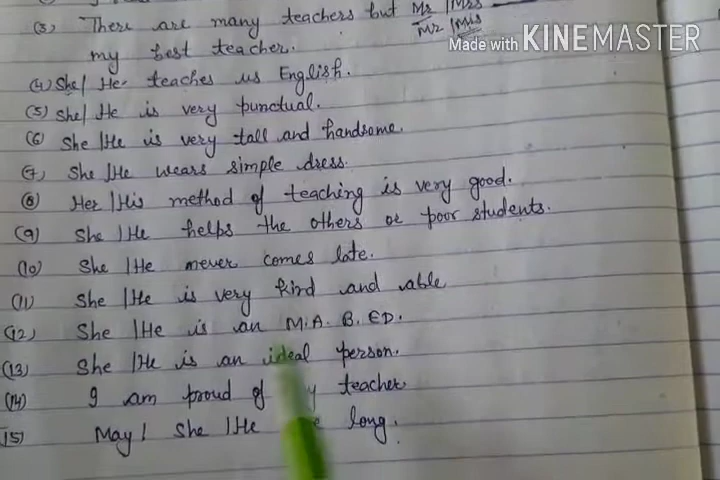 (3) There are many teachers but Mr |Mrs
Mr |Mis
my best teacher.
Made with KINEMASTER
(4) She| He teaches us English.
(5) She| He is very punctual.
(6) She |He is very tall and handsome.
(7) She |He wears simple dress.
(8) Her |His method of teaching is very good.
(9) She |He helps the others or poor students.
(10) She |He never comes late.
(11) She |He is very kind and able
(12) She |He is an M.A. B.ED.
(13) She |He is an ideal person.
(14) I am proud of teacher
(15) May! She |He long.